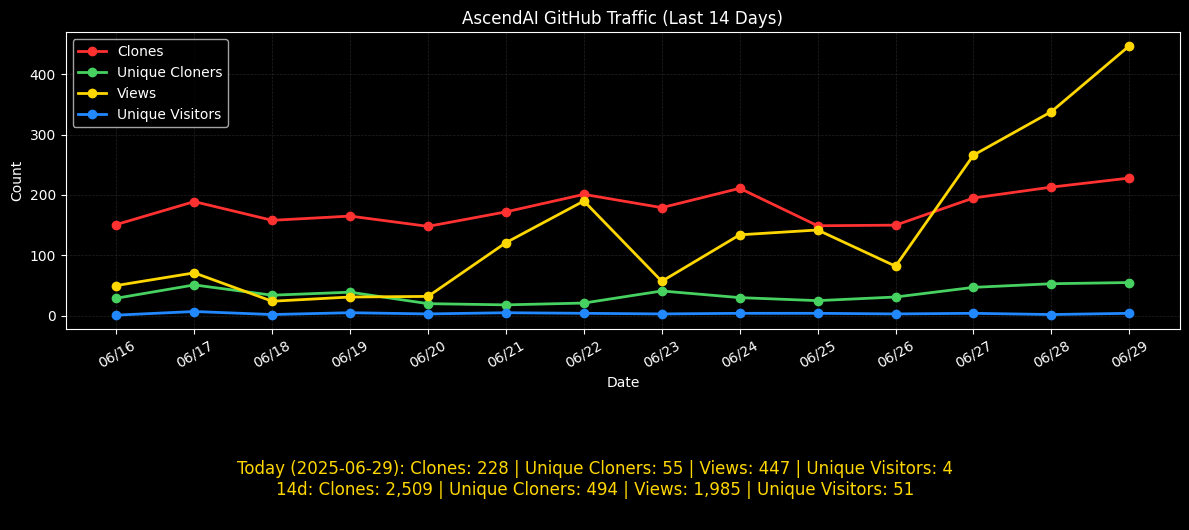 AscendAI GitHub Traffic (Last 14 Days)
Clones
Unique Cloners
Views
Unique Visitors
Count
400
300
200
100
0
06/16 06/17 06/18 06/19 06/20 06/21 06/22 06/23 06/24 06/25 06/26 06/27 06/28 06/29
Date
Today (2025-06-29): Clones: 228 | Unique Cloners: 55 | Views: 447 | Unique Visitors: 4
14d: Clones: 2,509 | Unique Cloners: 494 | Views: 1,985 | Unique Visitors: 51